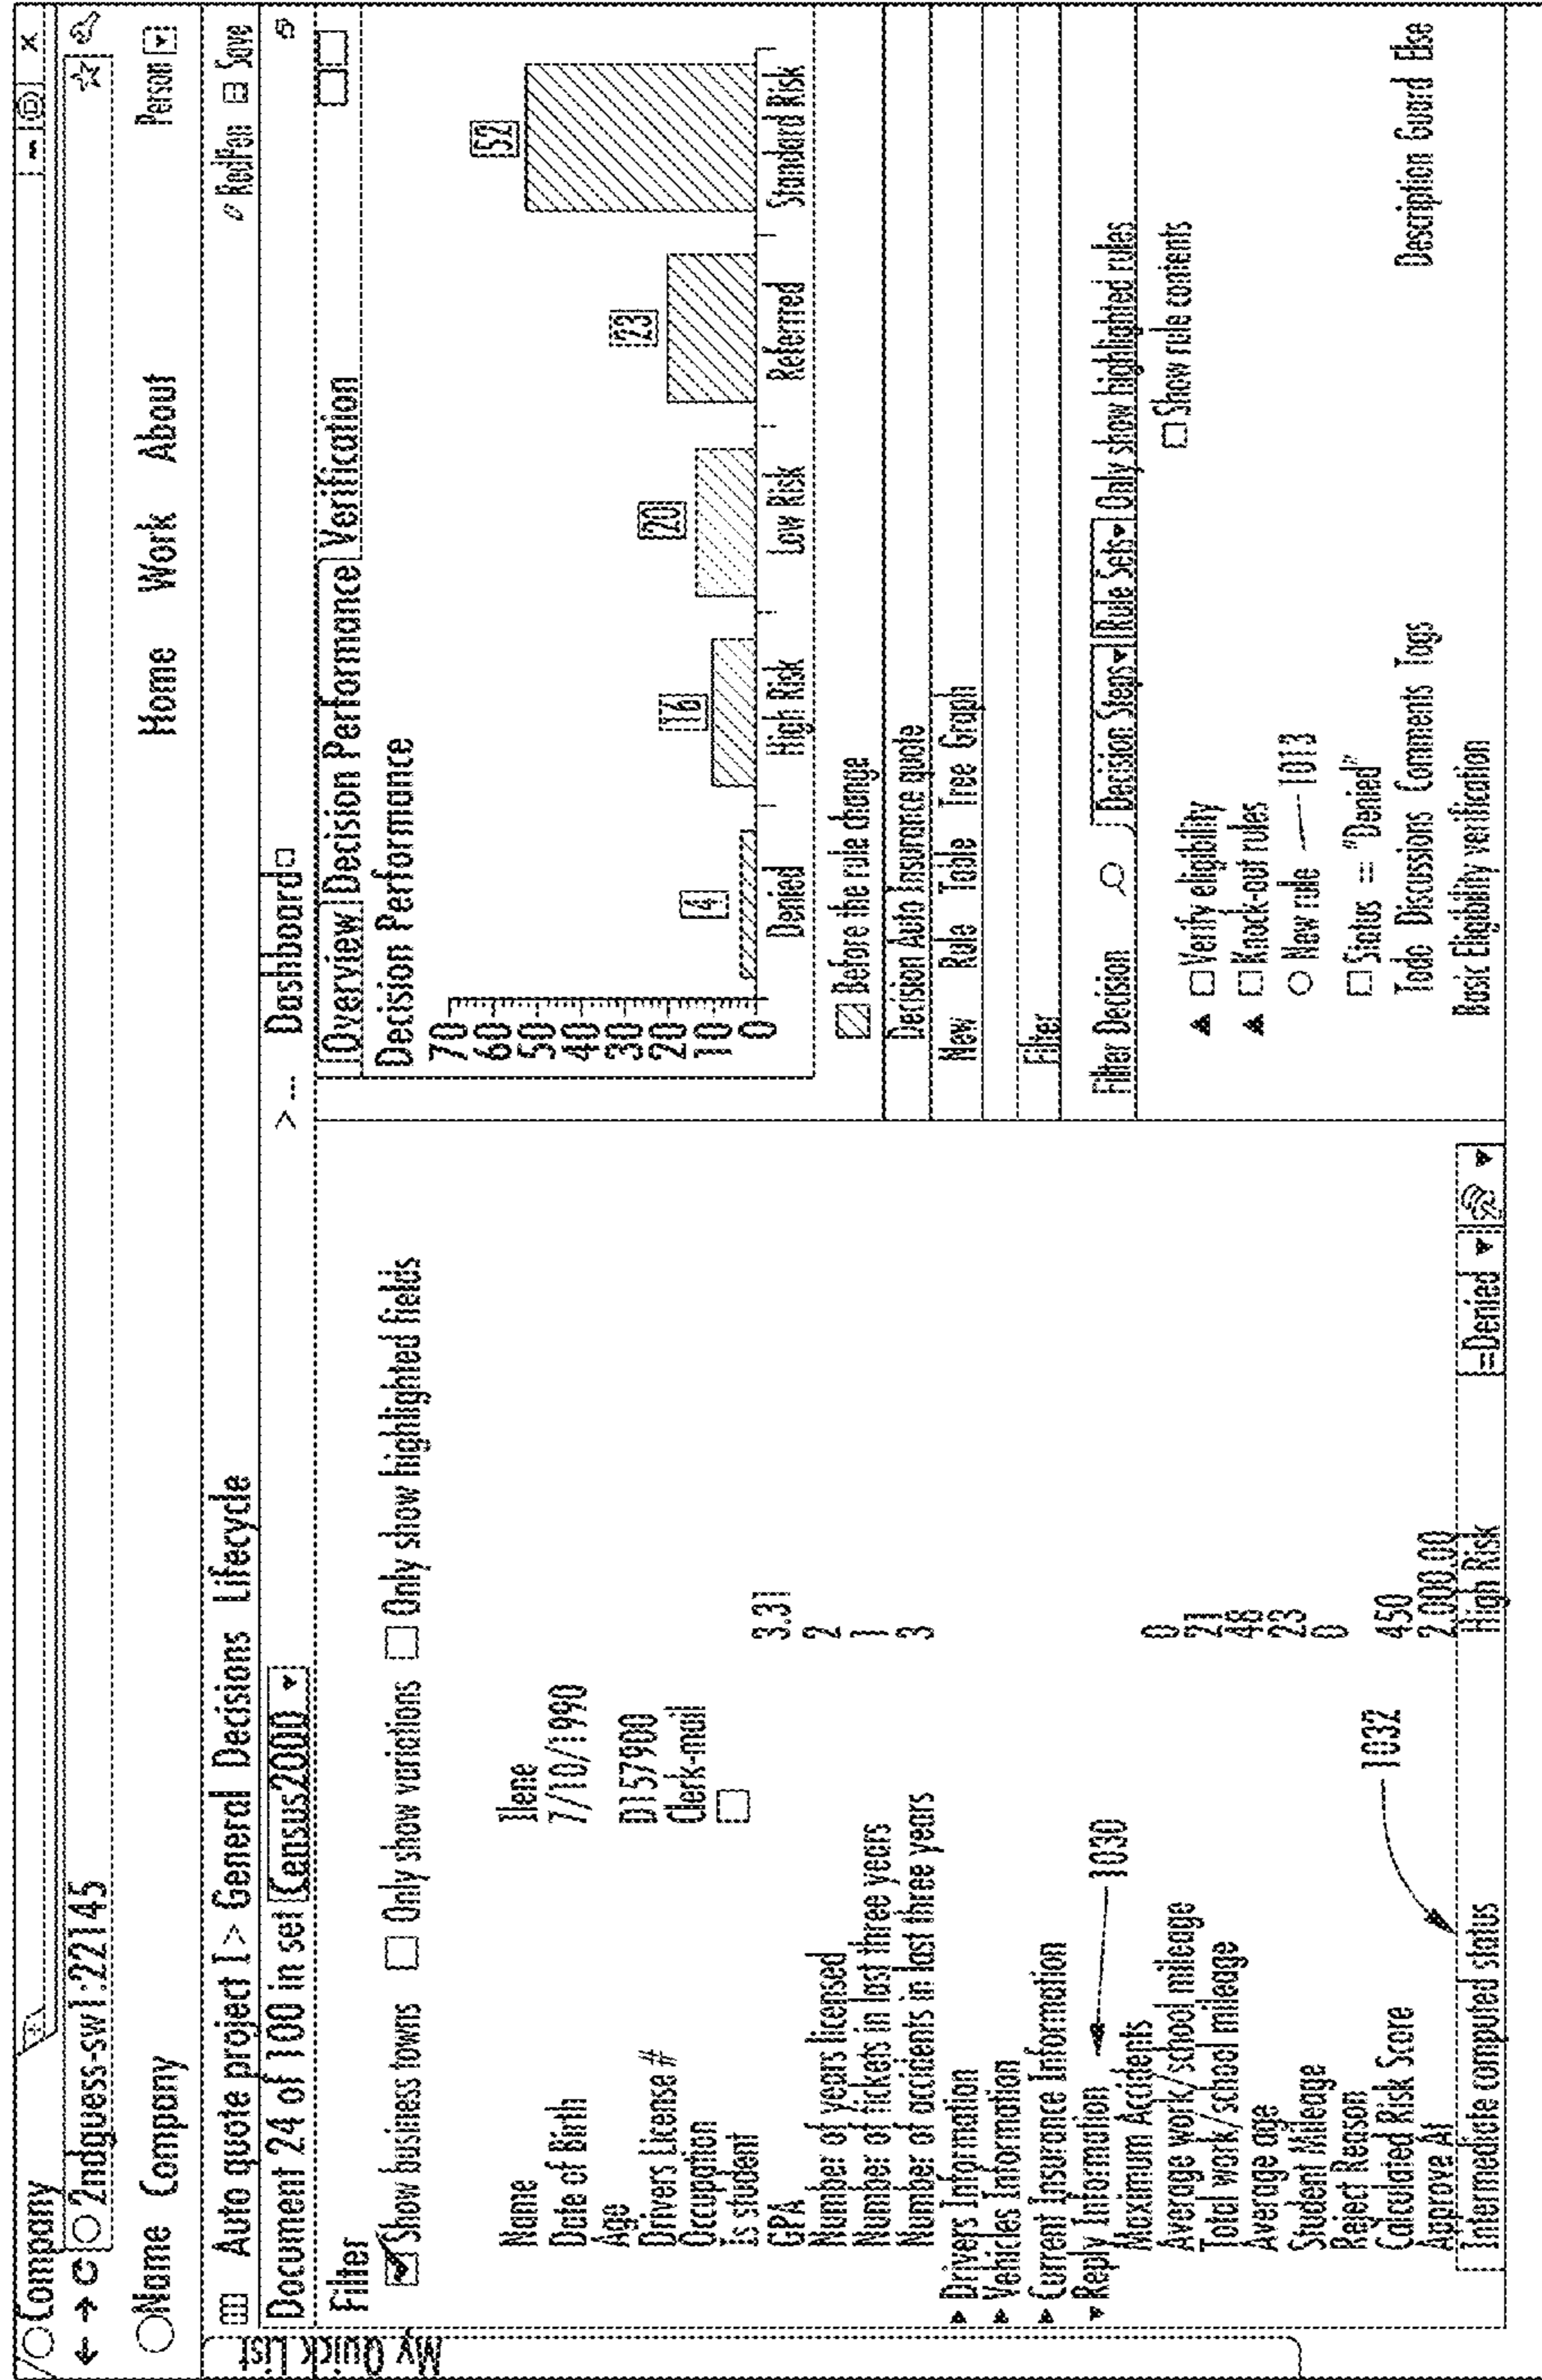 Company
2ndguess-sw1:22145
Name Company Home Work About Person
Auto quote project I > General Decisions Lifecycle RedPen Save
My Quick List
Document 24 of 100 in set Census2000 > ... Dashboard
Filter
Show business towns Only show variations Only show highlighted fields
Name Ilene
Date of Birth 7/10/1990
Age
Drivers License # D157900
Occupation Clerk-mail
Is student
GPA 3.31
Number of years licensed 2
Number of tickets in last three years 1
Number of accidents in last three years 3
Drivers Information
Vehicles Information
Current Insurance Information
Reply Information 1030
Maximum Accidents 0
Average work/school mileage 21
Total work/school mileage 48
Average age 23
Student Mileage 0
Reject Reason
Calculated Risk Score 450
Approve At 2.000.00
1032
Intermediate computed status High Risk =Denied
Overview Decision Performance Verification
Decision Performance
70
60
50
40
30
20
10
0
4 16 20 23 52
Denied High Risk Low Risk Referred Standard Risk
Before the rule change
Decision Auto Insurance quote
New Rule Table Tree Graph
Filter
Filter Decision Decision Steps Rule Sets Only show highlighted rules
Show rule contents
Verify eligibility
Knock-out rules
New rule 1013
Status == "Denied"
Todo Discussions Comments Tags Description Guard Else
Basic Eligibility verification